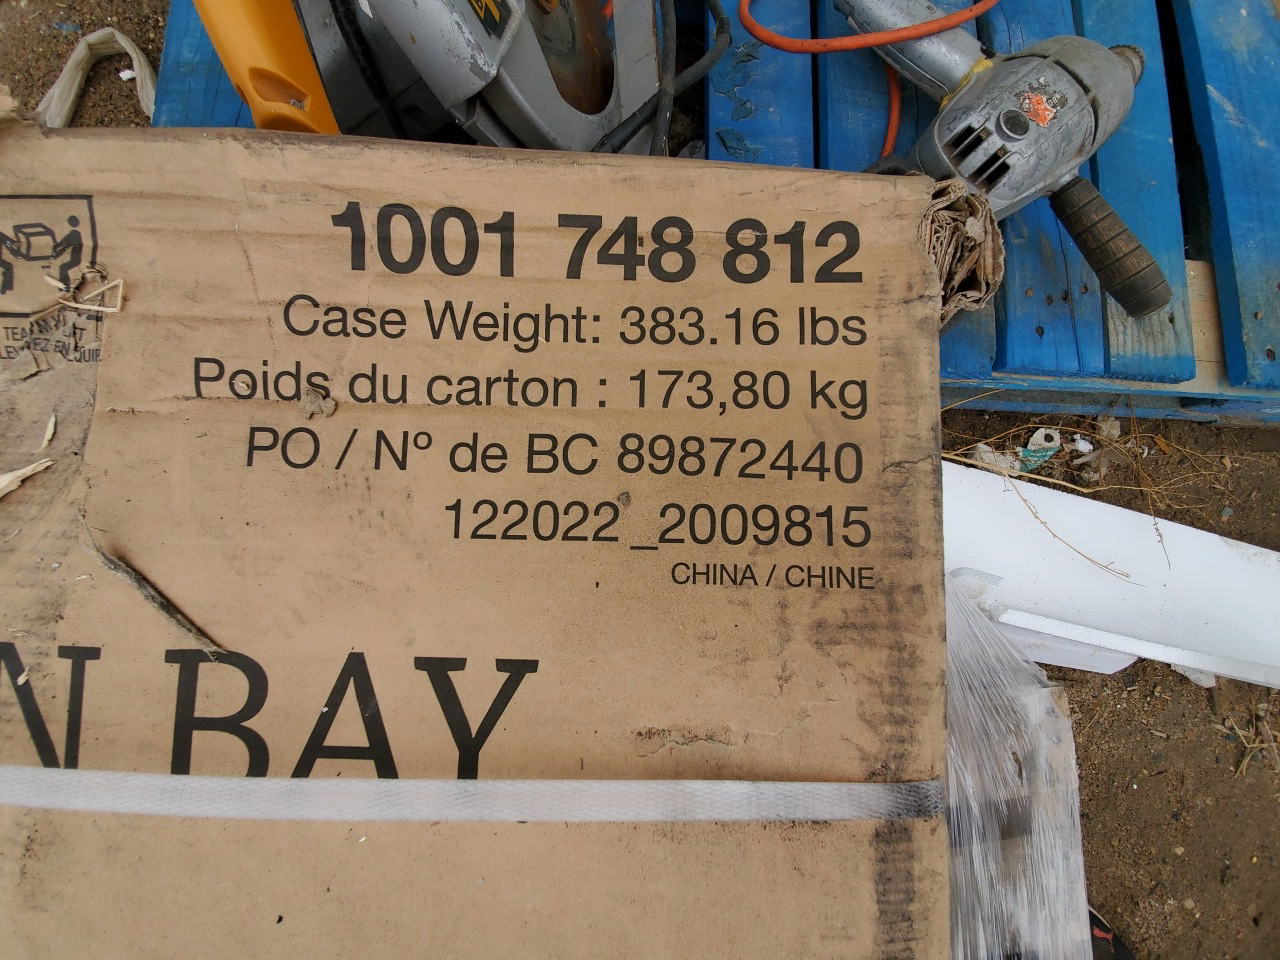 1001 748 812
Case Weight: 383.16 lbs
Poids du carton : 173,80 kg
PO / Nº de BC 89872440
122022_2009815
CHINA / CHINE
N BAY